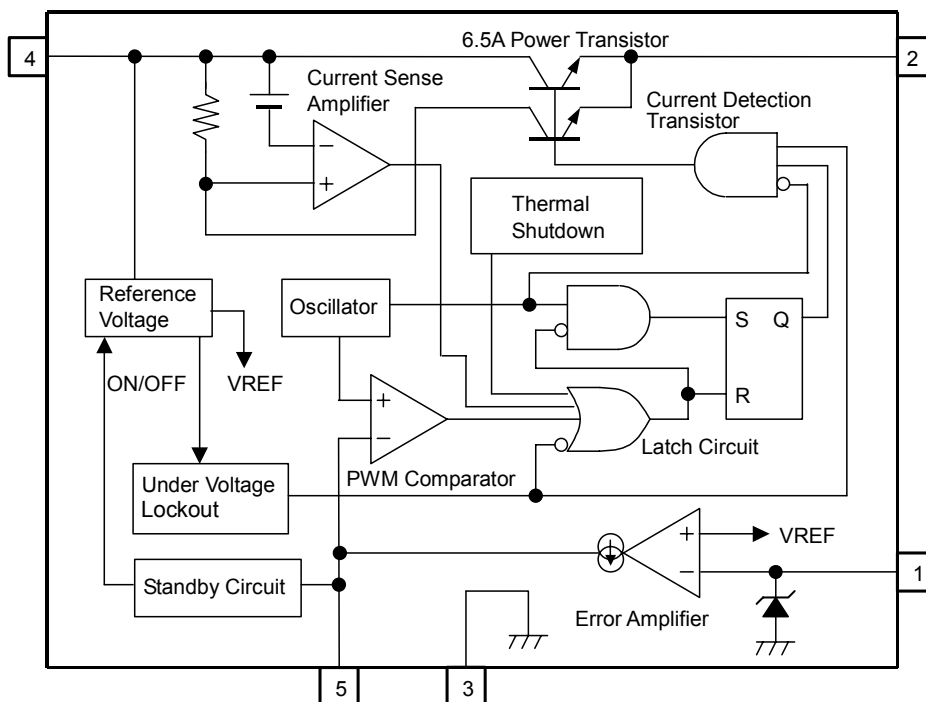 6.5A Power Transistor
4
2
Current Sense
Amplifier
Current Detection
Transistor
−
+
Thermal
Shutdown
Reference
Voltage
Oscillator
S Q
ON/OFF
VREF
R
+
−
Latch Circuit
PWM Comparator
Under Voltage
Lockout
+
VREF
−
1
Standby Circuit
Error Amplifier
5
3